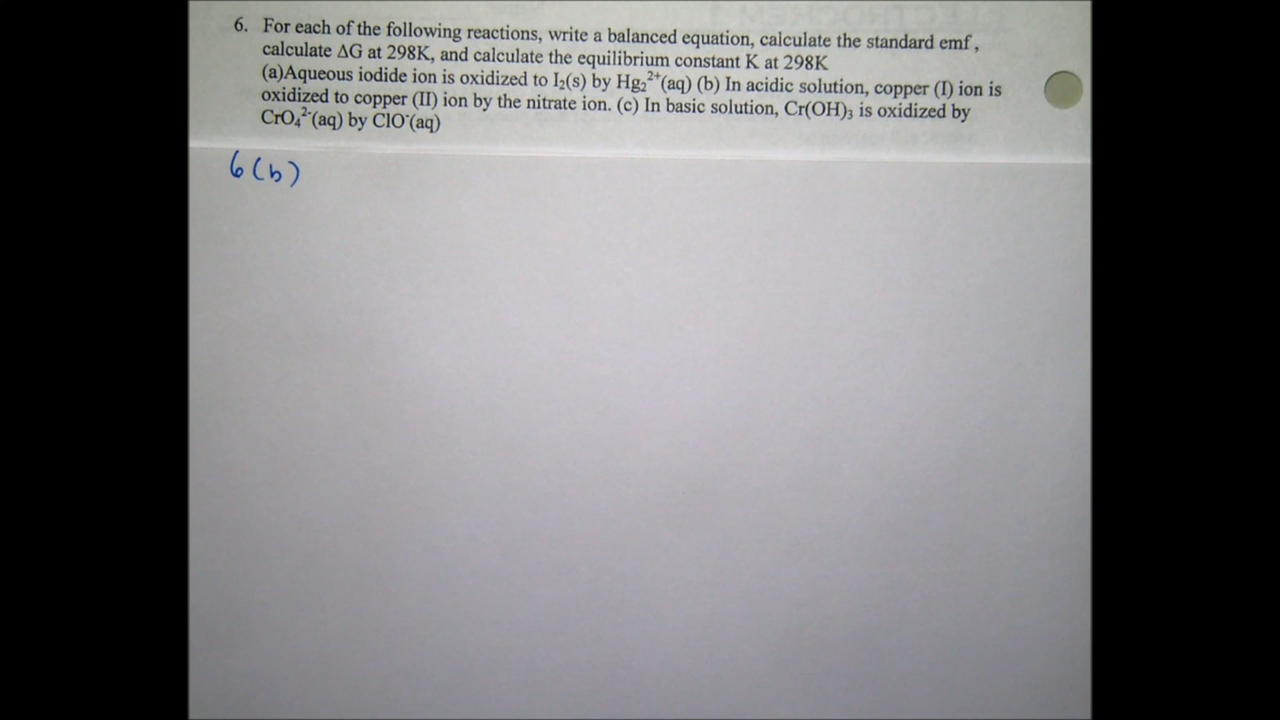 6. For each of the following reactions, write a balanced equation, calculate the standard emf,
calculate ΔG at 298K, and calculate the equilibrium constant K at 298K
(a)Aqueous iodide ion is oxidized to I₂(s) by Hg₂²⁺(aq) (b) In acidic solution, copper (I) ion is
oxidized to copper (II) ion by the nitrate ion. (c) In basic solution, Cr(OH)₃ is oxidized by
CrO₄²⁻(aq) by ClO⁻(aq)
6(b)